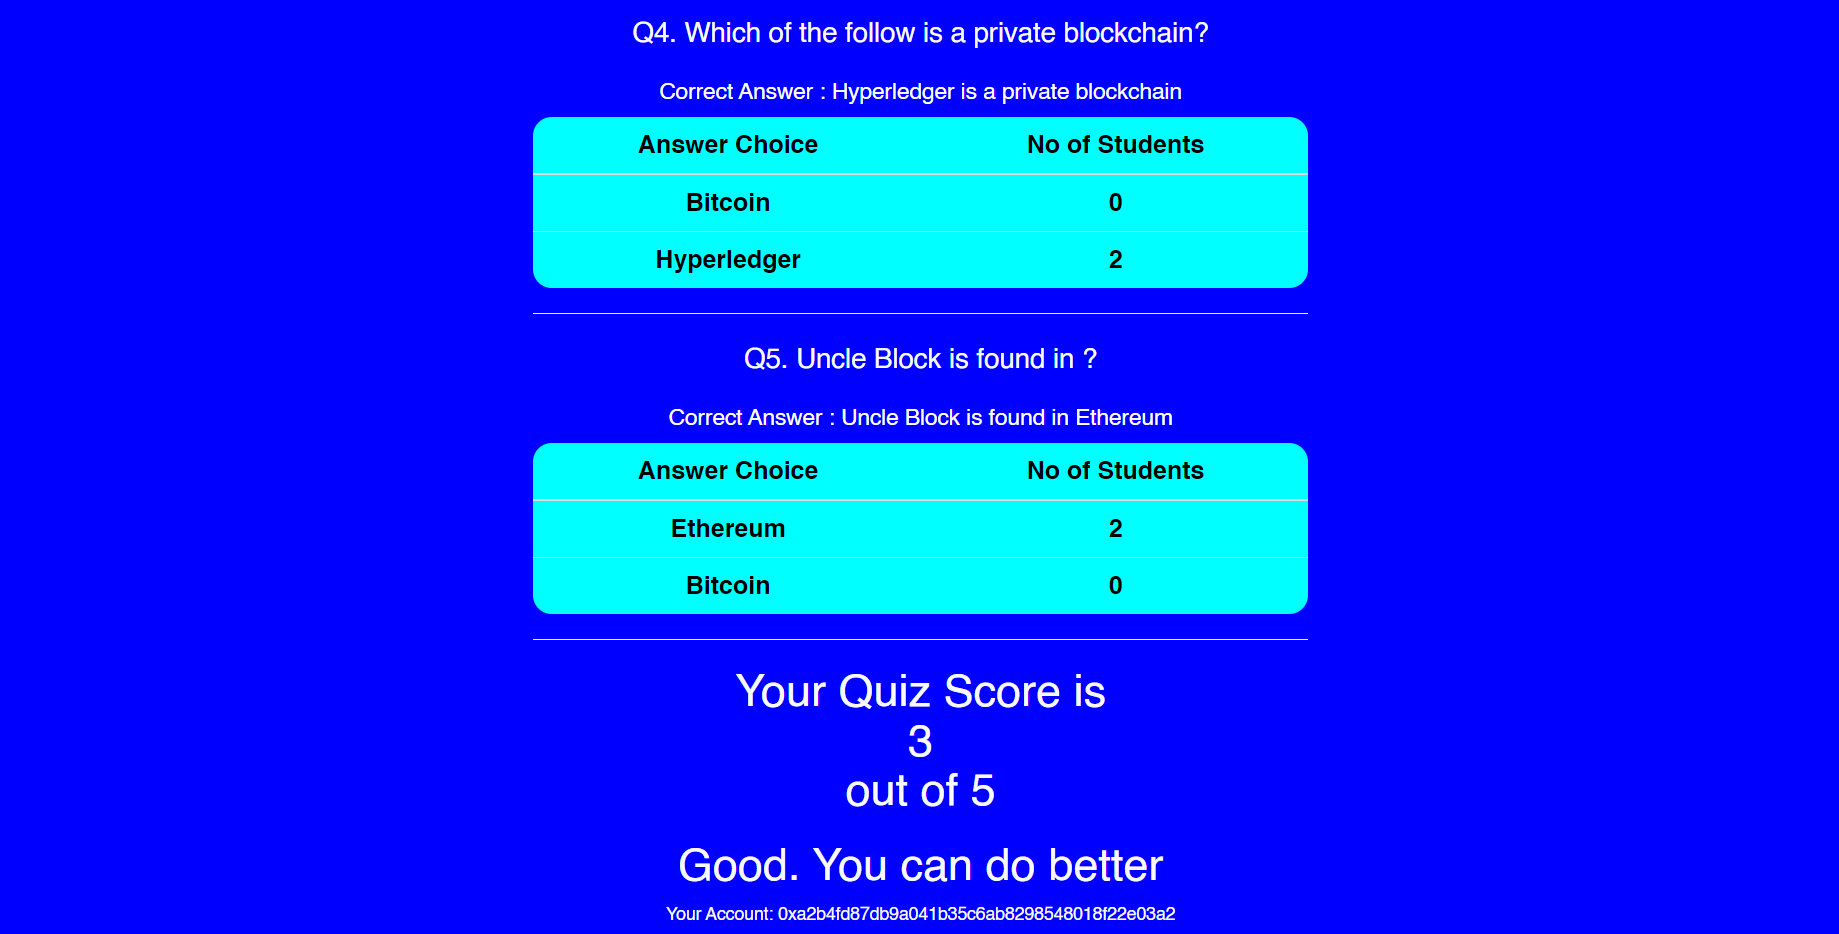 Q4. Which of the follow is a private blockchain?
Correct Answer : Hyperledger is a private blockchain
Answer Choice No of Students
Bitcoin 0
Hyperledger 2
Q5. Uncle Block is found in ?
Correct Answer : Uncle Block is found in Ethereum
Answer Choice No of Students
Ethereum 2
Bitcoin 0
Your Quiz Score is
3
out of 5
Good. You can do better
Your Account: 0xa2b4fd87db9a041b35c6ab8298548018f22e03a2